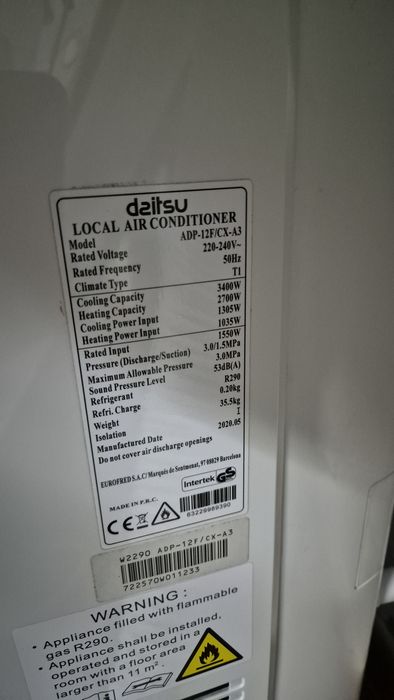 daitsu
LOCAL AIR CONDITIONER
Model ADP-12F/CX-A3
Rated Voltage 220-240V~
Rated Frequency 50Hz
Climate Type T1
Cooling Capacity 3400W
Heating Capacity 2700W
Cooling Power Input 1305W
Heating Power Input 1035W
Rated Input 1550W
Pressure (Discharge/Suction) 3.0/1.5MPa
Maximum Allowable Pressure 3.0MPa
Sound Pressure Level 53dB(A)
Refrigerant R290
Refri. Charge 0.20kg
Weight 35.5kg
Isolation I
Manufactured Date 2020.05
Do not cover air discharge openings
EUROFRED S.A C/ Marqués de Sentmenat, 97 08029 Barcelona
Intertek GS
MADE IN P.R.C.
CE
63229989390
W2290 ADP-12F/CX-A3
722570W011233
WARNING :
• Appliance filled with flammable
gas R290.
• Appliance shall be installed,
operated and stored in a
room with a floor area
larger than 11 m².